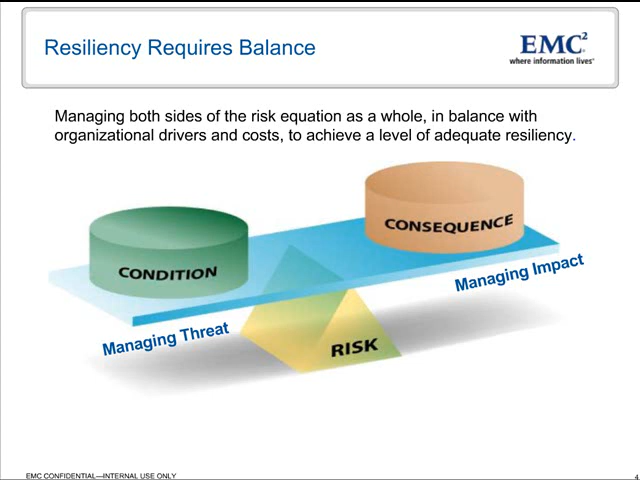 Resiliency Requires Balance
EMC²
where information lives®
Managing both sides of the risk equation as a whole, in balance with
organizational drivers and costs, to achieve a level of adequate resiliency.
CONSEQUENCE
CONDITION
Managing Impact
Managing Threat
RISK
EMC CONFIDENTIAL—INTERNAL USE ONLY
4